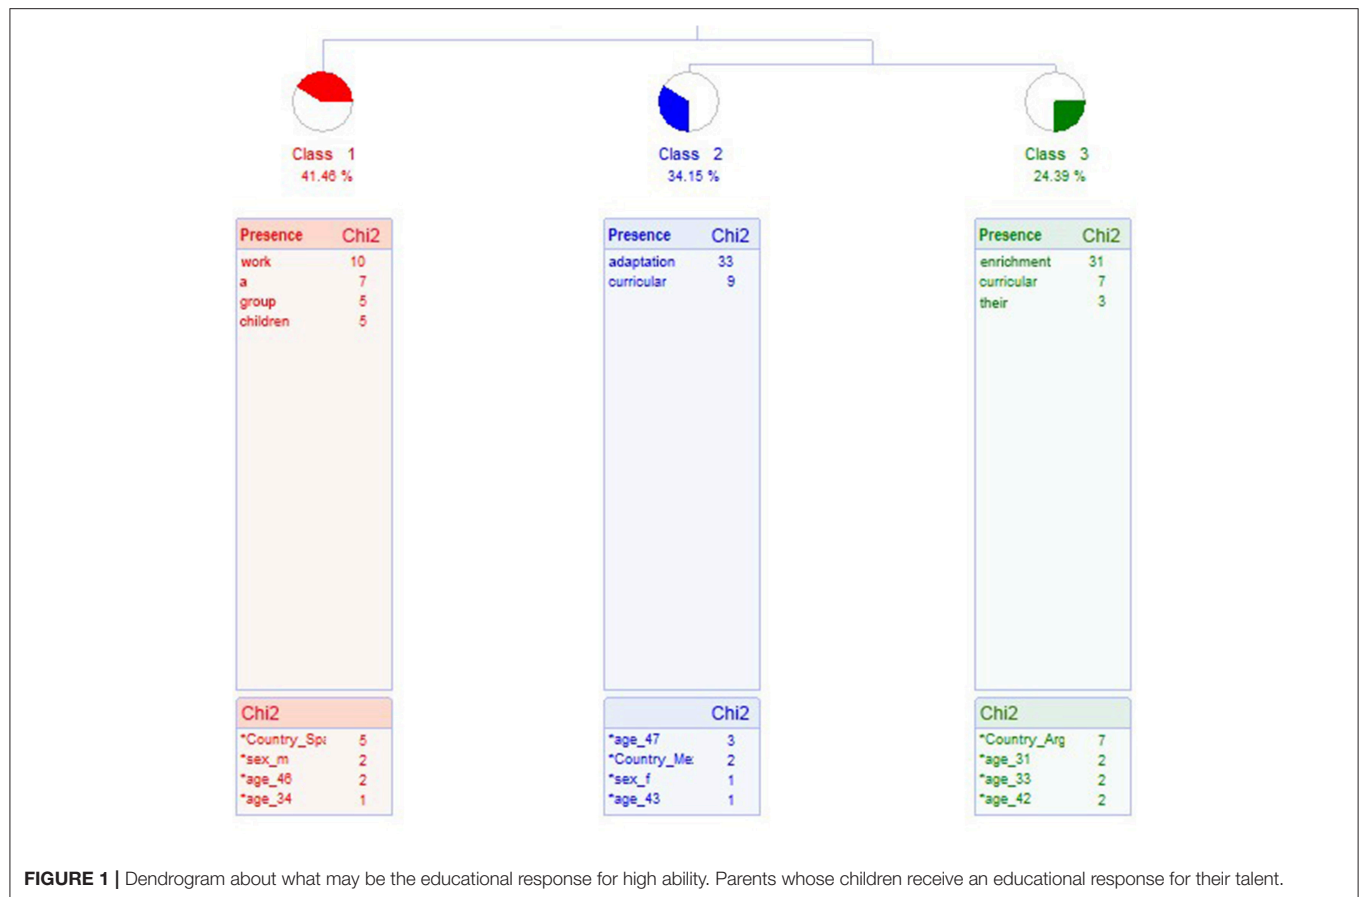 Class 1
41.46 %
Presence Chi2
work 10
a 7
group 5
children 5
Chi2
*Country_Spa 5
*sex_m 2
*age_46 2
*age_34 1
Class 2
34.15 %
Presence Chi2
adaptation 33
curricular 9
Chi2
*age_47 3
*Country_Me: 2
*sex_f 1
*age_43 1
Class 3
24.39 %
Presence Chi2
enrichment 31
curricular 7
their 3
Chi2
*Country_Arg 7
*age_31 2
*age_33 2
*age_42 2
FIGURE 1 | Dendrogram about what may be the educational response for high ability. Parents whose children receive an educational response for their talent.